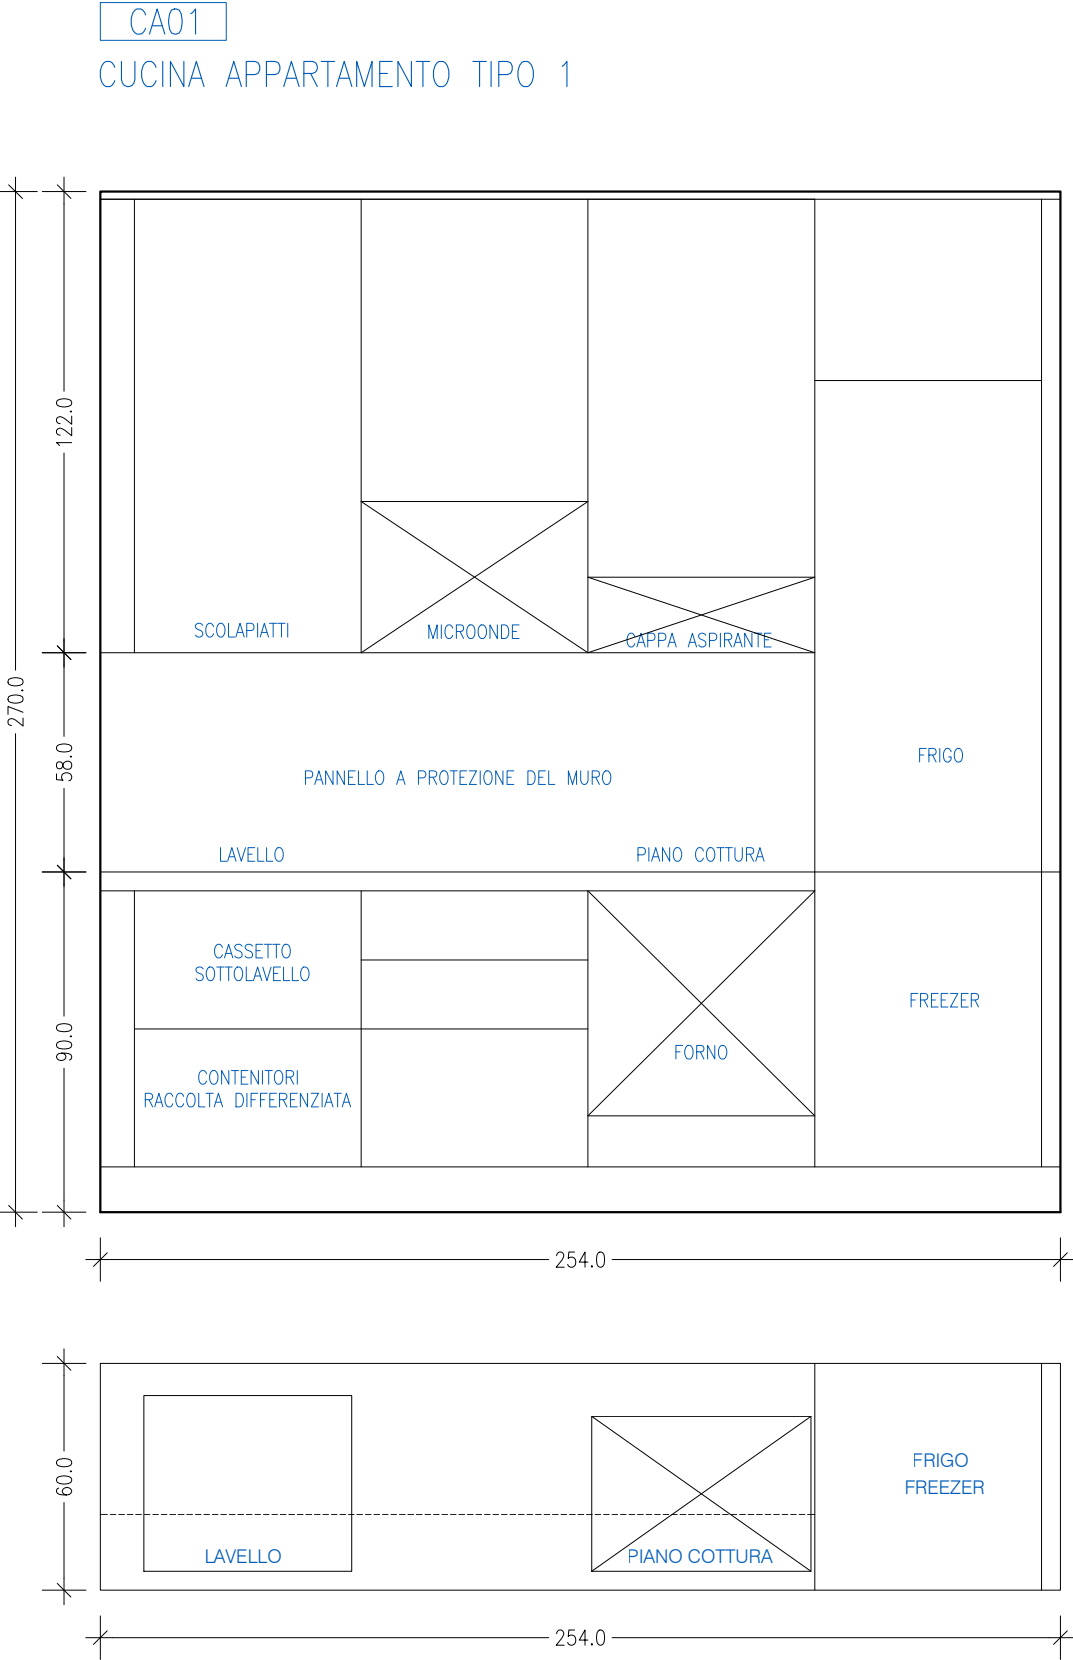 CA01
CUCINA APPARTAMENTO TIPO 1
122.0
SCOLAPIATTI
MICROONDE
CAPPA ASPIRANTE
270.0
58.0
FRIGO
PANNELLO A PROTEZIONE DEL MURO
LAVELLO
PIANO COTTURA
CASSETTO
SOTTOLAVELLO
FREEZER
90.0
FORNO
CONTENITORI
RACCOLTA DIFFERENZIATA
254.0
60.0
FRIGO
FREEZER
LAVELLO
PIANO COTTURA
254.0